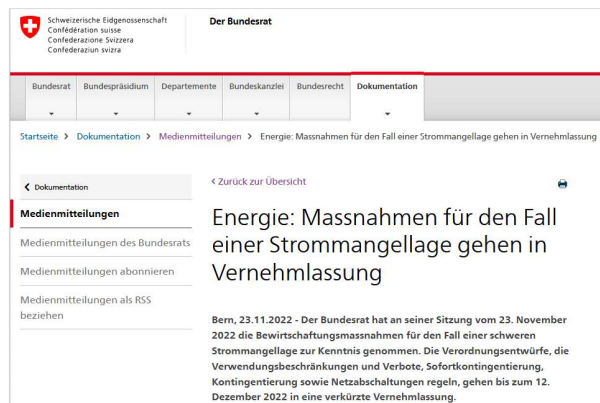 Schweizerische Eidgenossenschaft
Confédération suisse
Confederazione Svizzera
Confederaziun svizra
Der Bundesrat
Bundesrat Bundespräsidium Departemente Bundeskanzlei Bundesrecht Dokumentation
Startseite > Dokumentation > Medienmitteilungen > Energie: Massnahmen für den Fall einer Strommangellage gehen in Vernehmlassung
< Dokumentation
Medienmitteilungen
Medienmitteilungen des Bundesrats
Medienmitteilungen abonnieren
Medienmitteilungen als RSS
beziehen
< Zurück zur Übersicht
Energie: Massnahmen für den Fall
einer Strommangellage gehen in
Vernehmlassung
Bern, 23.11.2022 - Der Bundesrat hat an seiner Sitzung vom 23. November
2022 die Bewirtschaftungsmassnahmen für den Fall einer schweren
Strommangellage zur Kenntnis genommen. Die Verordnungsentwürfe, die
Verwendungsbeschränkungen und Verbote, Sofortkontingentierung,
Kontingentierung sowie Netzabschaltungen regeln, gehen bis zum 12.
Dezember 2022 in eine verkürzte Vernehmlassung.